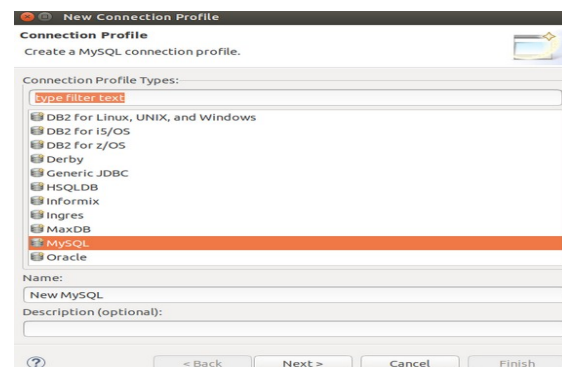 New Connection Profile
Connection Profile
Create a MySQL connection profile.
Connection Profile Types:
type filter text
DB2 for Linux, UNIX, and Windows
DB2 for i5/OS
DB2 for z/OS
Derby
Generic JDBC
HSQLDB
Informix
Ingres
MaxDB
MySQL
Oracle
Name:
New MySQL
Description (optional):
?
< Back
Next >
Cancel
Finish